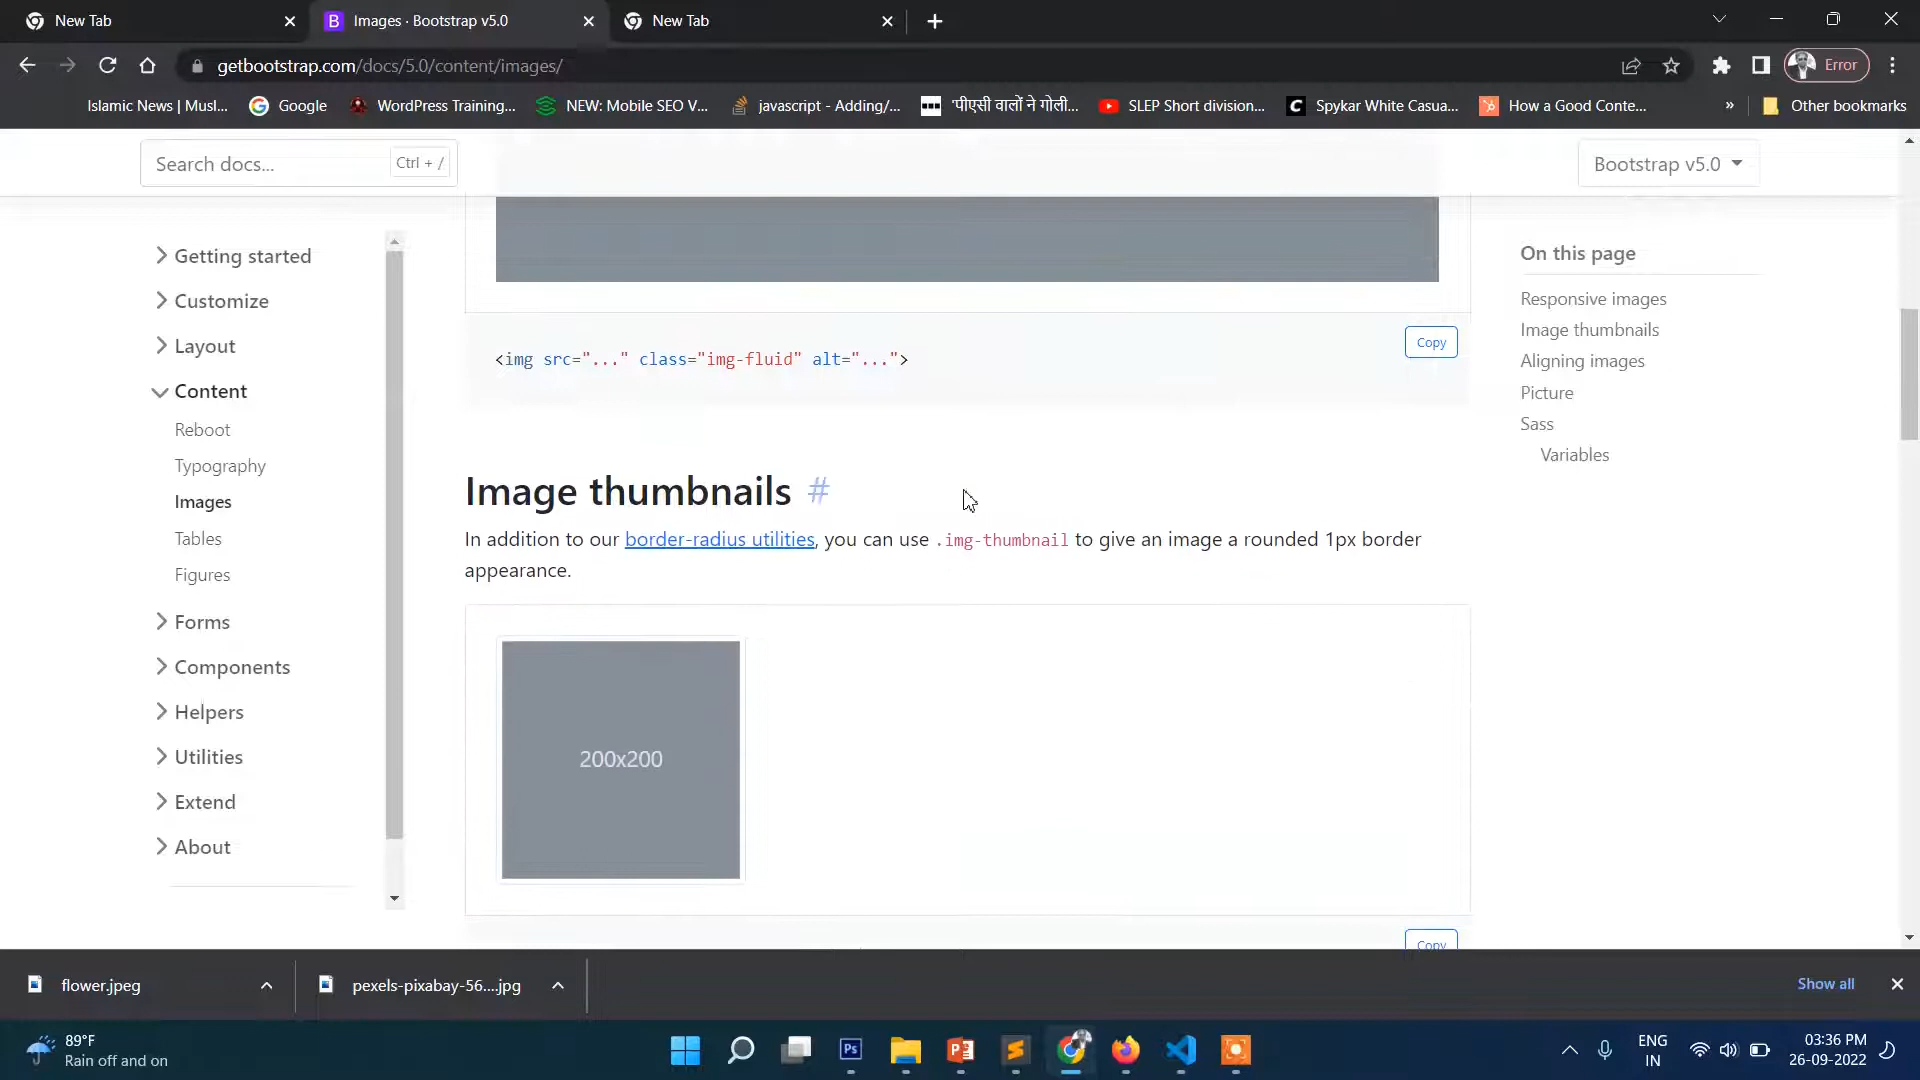 New Tab
Images · Bootstrap v5.0
New Tab
getbootstrap.com/docs/5.0/content/images/
Error
Islamic News | Musl...
Google
WordPress Training...
NEW: Mobile SEO V...
javascript - Adding/...
'पीएसी वालों ने गोली...
SLEP Short division...
Spykar White Casua...
How a Good Conte...
»
Other bookmarks
Search docs...
Ctrl + /
Bootstrap v5.0
Getting started
Customize
Layout
Content
Reboot
Typography
Images
Tables
Figures
Forms
Components
Helpers
Utilities
Extend
About
Copy
<img src="..." class="img-fluid" alt="...">
Image thumbnails #
In addition to our border-radius utilities, you can use .img-thumbnail to give an image a rounded 1px border
appearance.
200x200
Copy
On this page
Responsive images
Image thumbnails
Aligning images
Picture
Sass
Variables
flower.jpeg
pexels-pixabay-56....jpg
Show all
89°F
Rain off and on
Ps
ENG
IN
03:36 PM
26-09-2022